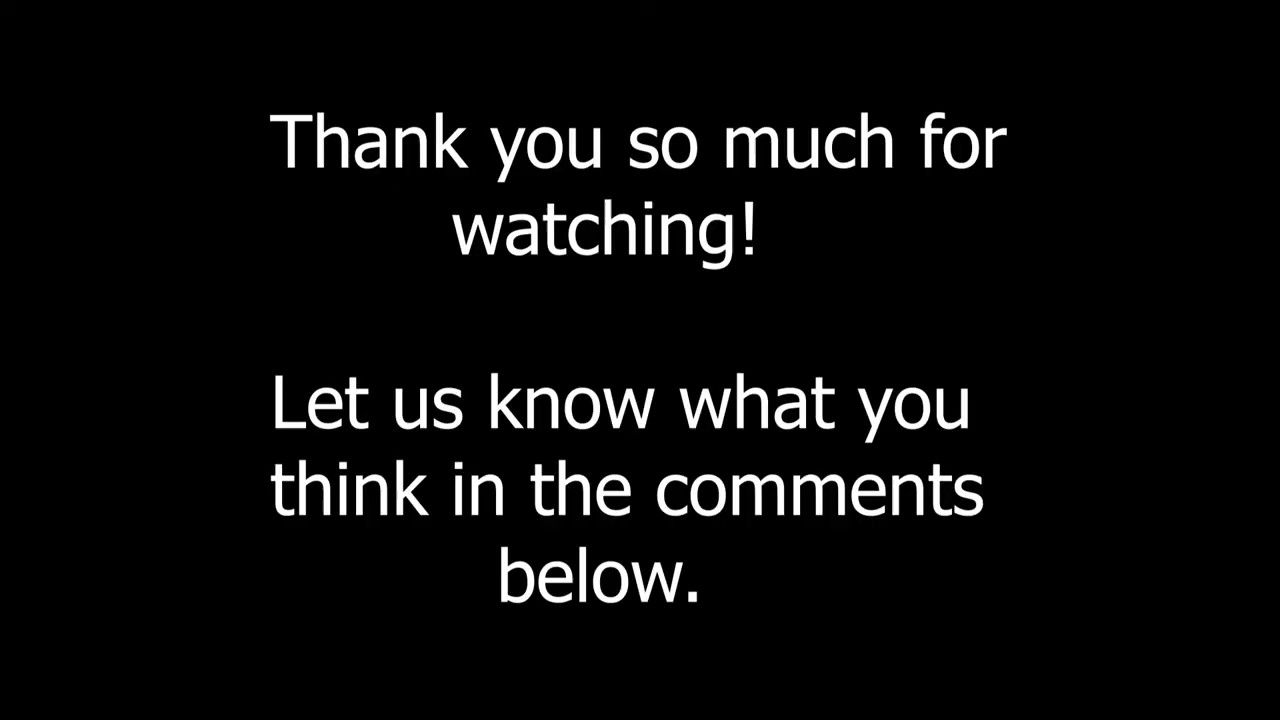 Thank you so much for
watching!
Let us know what you
think in the comments
below.